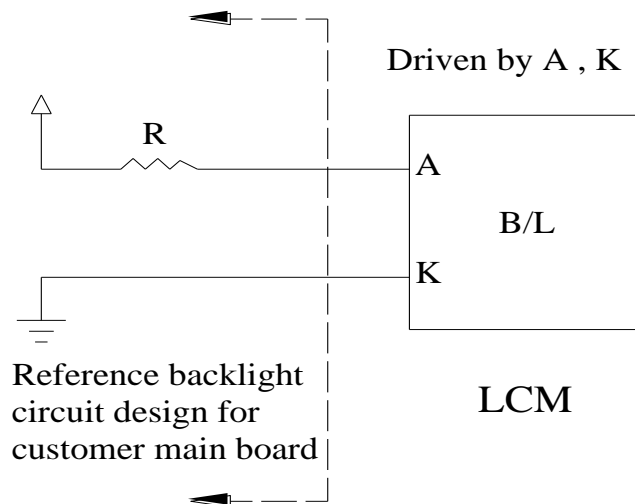 Driven by A , K
R
A
B/L
K
Reference backlight
circuit design for
customer main board
LCM